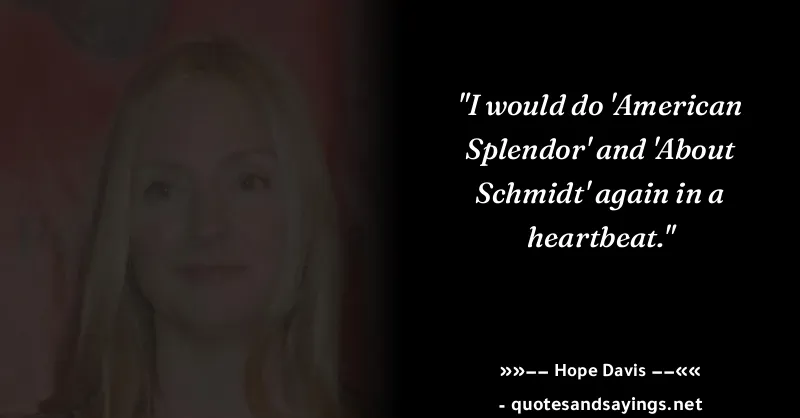 "I would do 'American
Splendor' and 'About
Schmidt' again in a
heartbeat."
»»―― Hope Davis ――««
- quotesandsayings.net